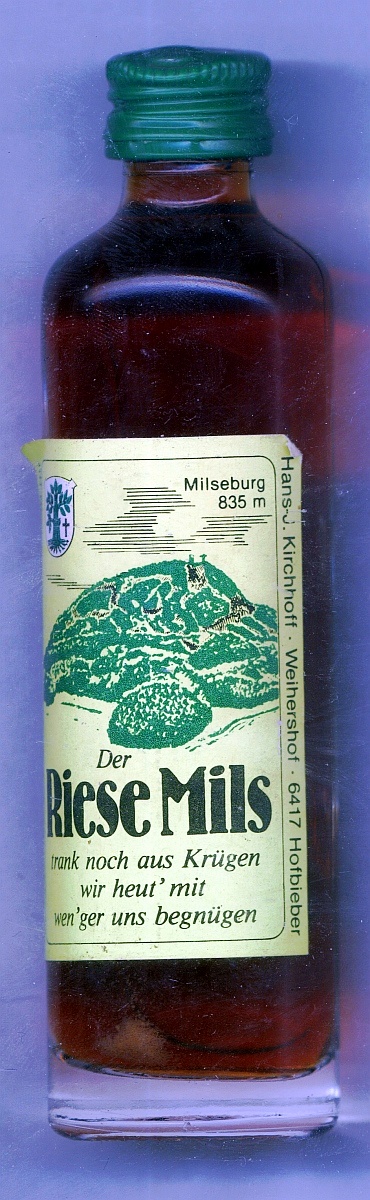 Milseburg
835 m
Der
Riese Mils
trank noch aus Krügen
wir heut' mit
wen'ger uns begnügen
Hans-J. Kirchhoff · Weihershof · 6417 Hofbieber